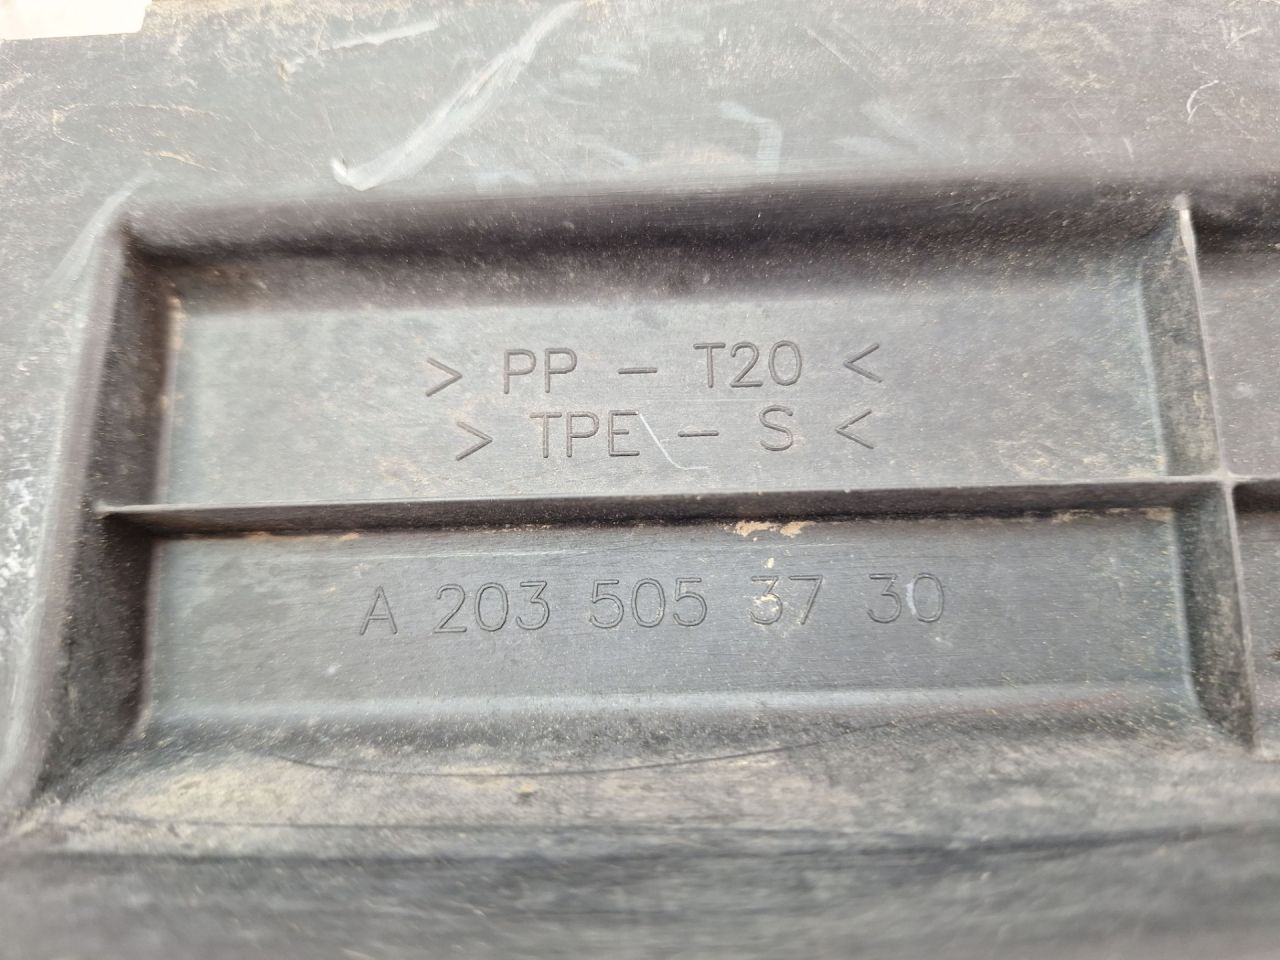 > PP - T20 <
> TPE - S <
A 203 505 37 30